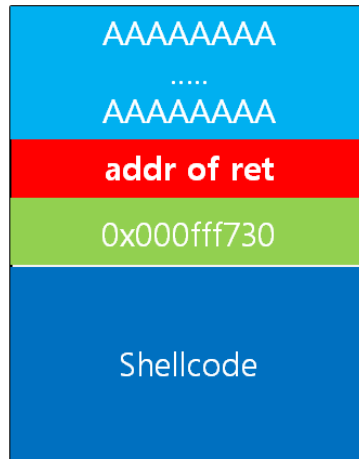 AAAAAAAA
.....
AAAAAAAA
addr of ret
0x000fff730
Shellcode